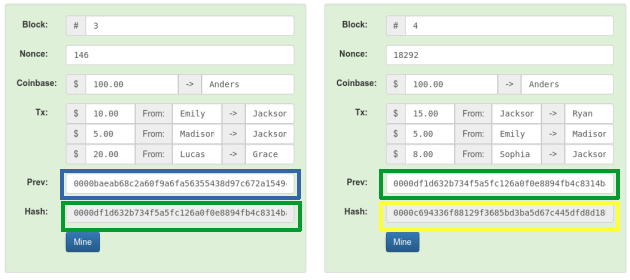 Block: # 3
Nonce: 146
Coinbase: $ 100.00 -> Anders
Tx: $ 10.00 From: Emily -> Jackson
$ 5.00 From: Madison -> Jackson
$ 20.00 From: Lucas -> Grace
Prev: 0000baeab68c2a60f9a6fa56355438d97c672a1549
Hash: 0000df1d632b734f5a5fc126a0f0e8894fb4c8314b
Mine
Block: # 4
Nonce: 18292
Coinbase: $ 100.00 -> Anders
Tx: $ 15.00 From: Jackson -> Ryan
$ 5.00 From: Emily -> Madison
$ 8.00 From: Sophia -> Jackson
Prev: 0000df1d632b734f5a5fc126a0f0e8894fb4c8314b
Hash: 0000c694336f88129f3685bd3ba5d67c445dfd8d18
Mine